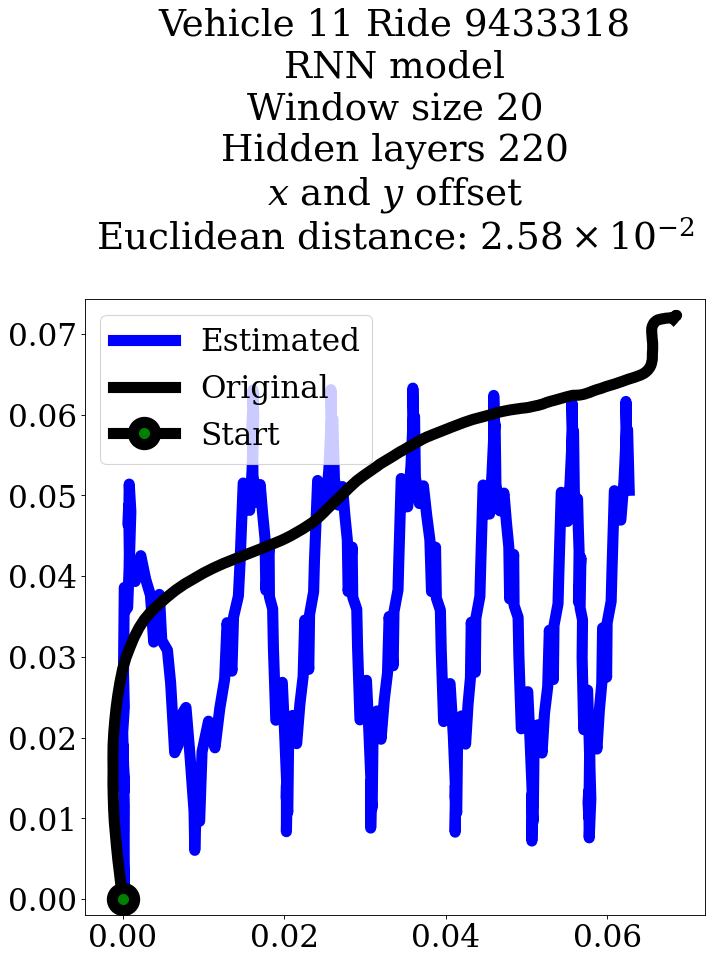 Vehicle 11 Ride 9433318
RNN model
Window size 20
Hidden layers 220
x and y offset
Euclidean distance: 2.58 × 10⁻²
Estimated
Original
Start
0.07
0.06
0.05
0.04
0.03
0.02
0.01
0.00
0.00 0.02 0.04 0.06